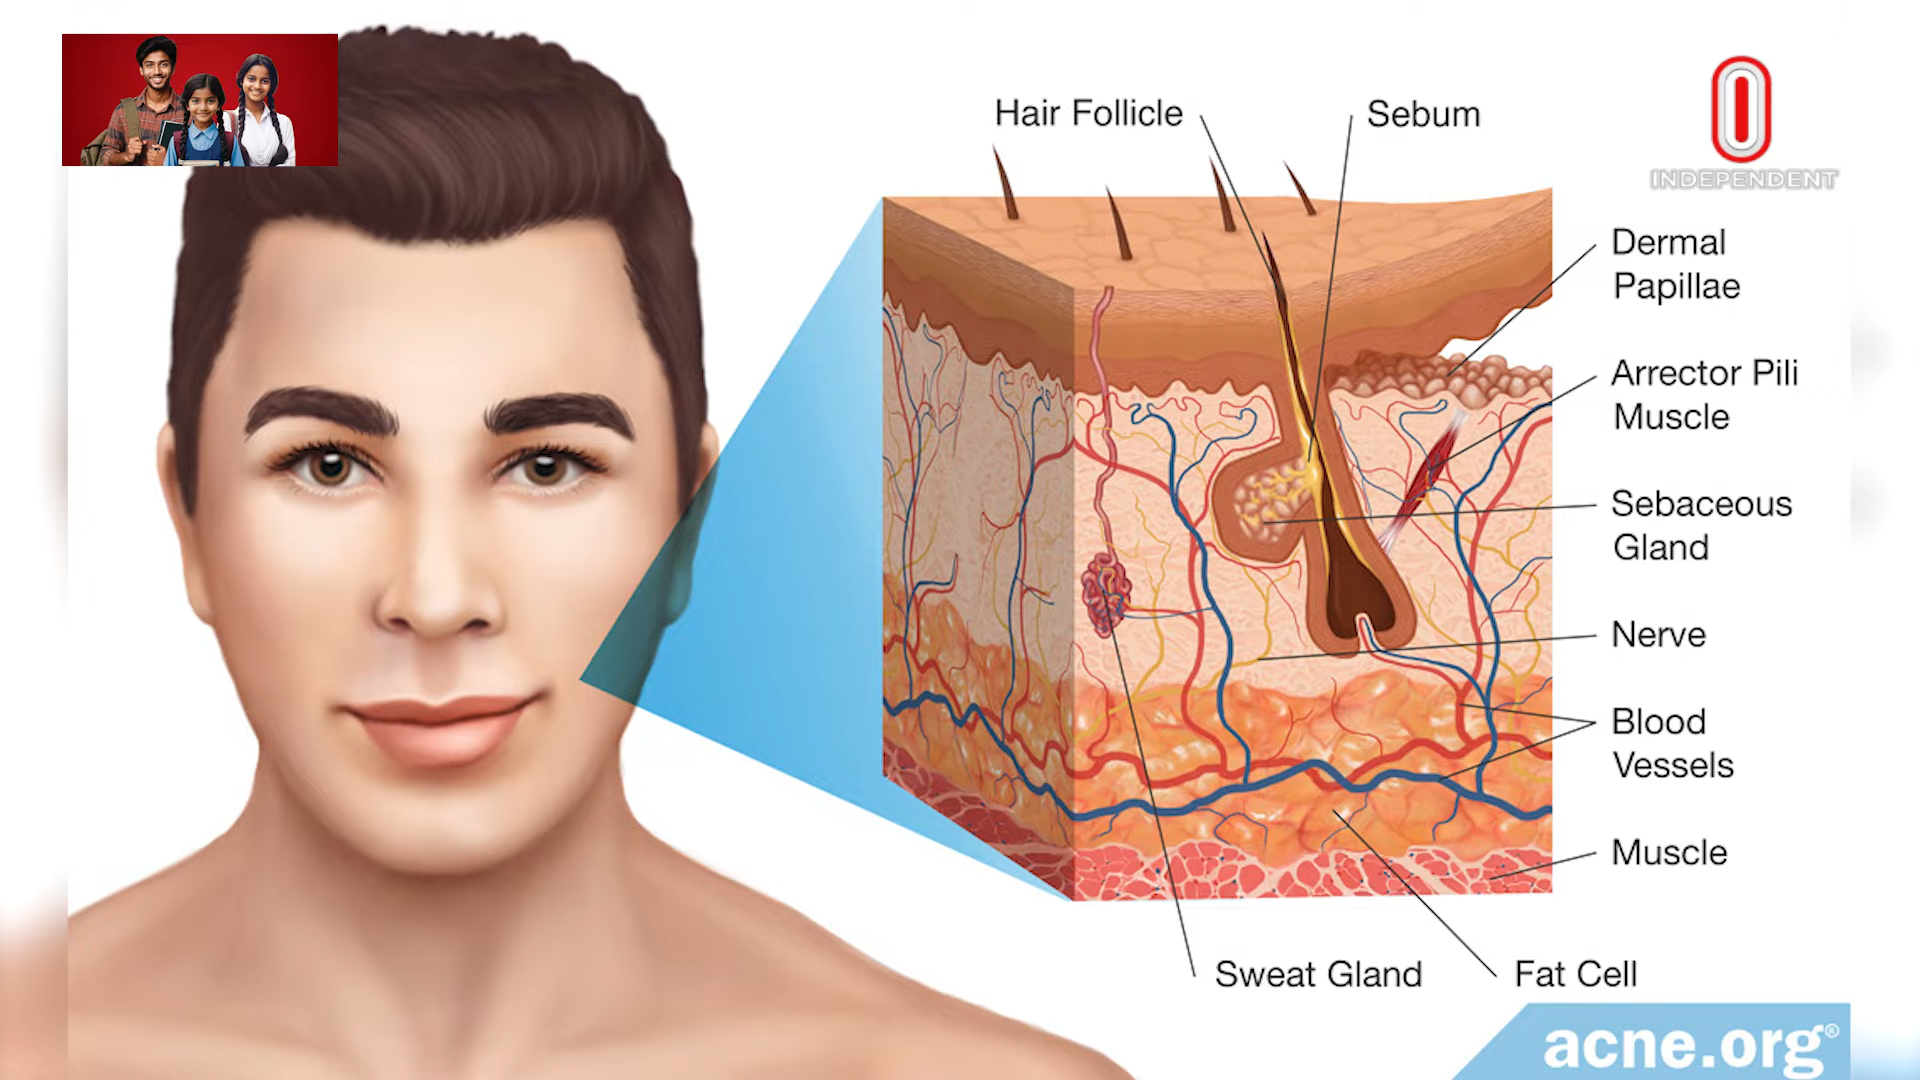 Hair Follicle
Sebum
INDEPENDENT
Dermal
Papillae
Arrector Pili
Muscle
Sebaceous
Gland
Nerve
Blood
Vessels
Muscle
Sweat Gland
Fat Cell
acne.org®